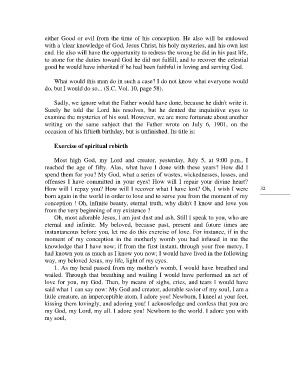 either Good or evil from the time of his conception. He also will be endowed
with a 'clear knowledge of God, Jesus Christ, his holy mysteries, and his own last
end. He also will have the opportunity to redress the wrong he did in his past life,
to atone for the duties toward God he did not fulfill, and to recover the celestial
good he would have inherited if he had been faithful in loving and serving God.
What would this man do in such a case? I do not know what everyone would
do, but I would do so... (S.C. Vol. 10, page 58).
Sadly, we ignore what the Father would have done, because he didn't write it.
Surely he told the Lord his resolves, but he denied the inquisitive eyes to
examine the mysteries of his soul. However, we are more fortunate about another
writing on the same subject that the Father wrote on July 6, 1901, on the
occasion of his fiftieth birthday, but is unfinished. Its title is:
Exercise of spiritual rebirth
Most high God, my Lord and creator, yesterday, July 5, at 9:00 p.m., I
reached the age of fifty. Alas, what have I done with these years? How did I
spend them for you? My God, what a series of wastes, wickednesses, losses, and
offenses I have committed in your eyes! How will I repair your divine heart?
How will I repay you? How will I recover what I have lost? Oh, I wish I were
born again in the world in order to love and to serve you from the moment of my
conception ! Oh, infinite beauty, eternal truth, why didn't I know and love you
from the very beginning of my existence ?
Oh, most adorable Jesus, I am just dust and ash. Still I speak to you, who are
eternal and infinite. My beloved, because past, present and future times are
instantaneous before you, let me do this exercise of love. For instance, if in the
moment of my conception in the motherly womb you had infused in me the
knowledge that I have now; if from the first instant, through your free mercy, I
had known you as much as I know you now; I would have lived in the following
way, my beloved Jesus, my life, light of my eyes.
1. As my head passed from my mother's womb, I would have breathed and
wailed. Through that breathing and wailing I would have performed an act of
love for you, my God. Then, by means of sighs, cries, and tears I would have
said what I can say now: My God and creator, adorable savior of my soul, I am a
little creature, an imperceptible atom, I adore you! Newborn, I kneel at your feet,
kissing them lovingly, and adoring you! I acknowledge and confess that you are
my God, my Lord, my all. I adore you! Newborn to the world. I adore you with
my soul,
32